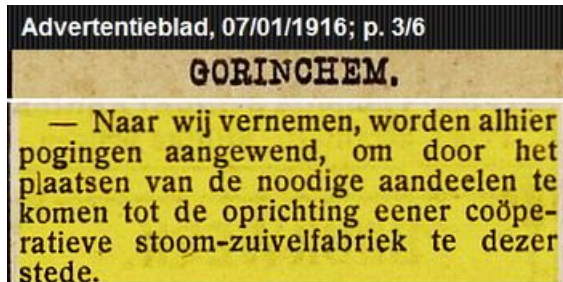 Advertentieblad, 07/01/1916; p. 3/6
GORINCHEM.
— Naar wij vernemen, worden alhier
pogingen aangewend, om door het
plaatsen van de noodige aandeelen te
komen tot de oprichting eener coöpe-
ratieve stoom-zuivelfabriek te dezer
stede.